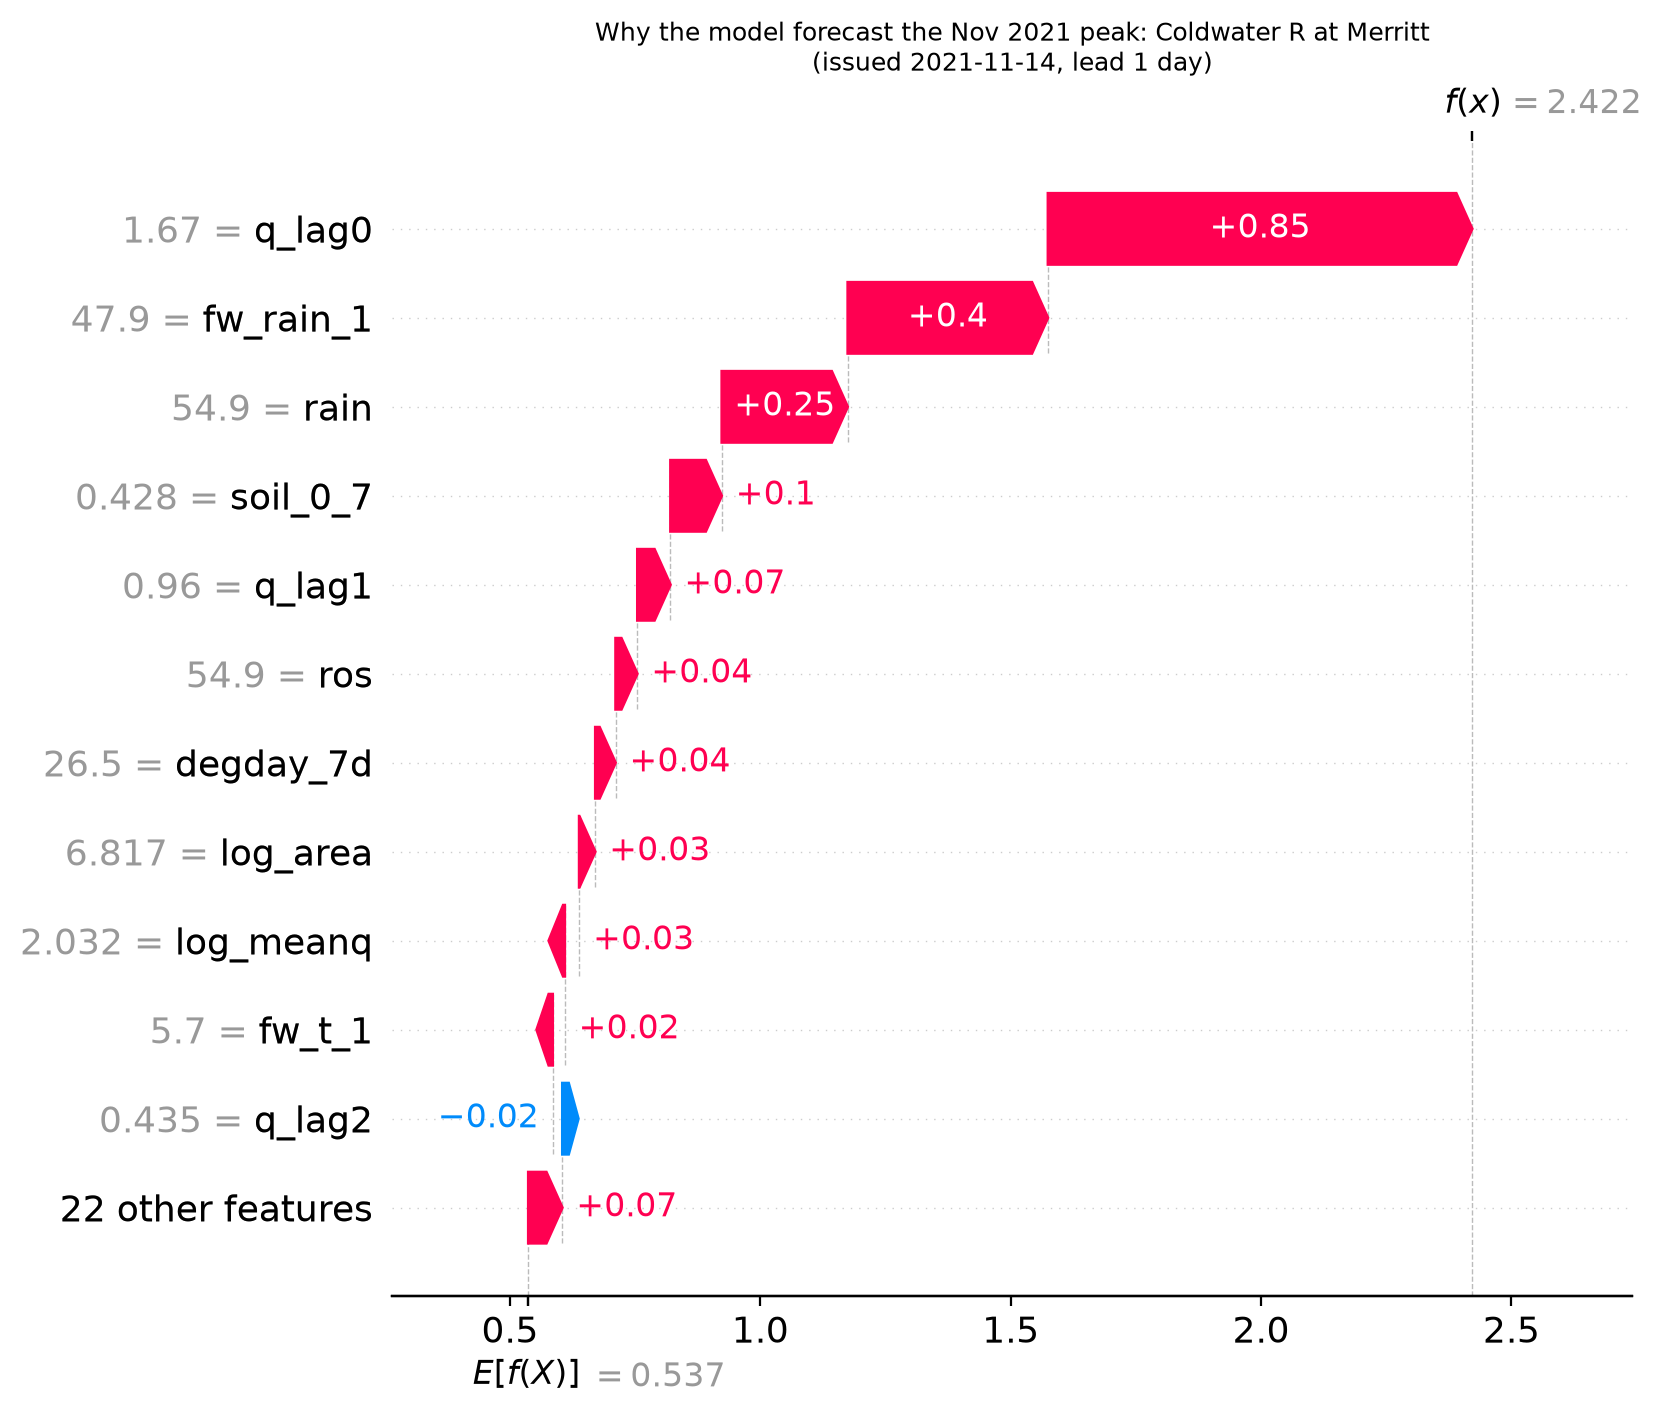 Why the model forecast the Nov 2021 peak: Coldwater R at Merritt
(issued 2021-11-14, lead 1 day)
f(x) = 2.422
1.67 = q_lag0 +0.85
47.9 = fw_rain_1 +0.4
54.9 = rain +0.25
0.428 = soil_0_7 +0.1
0.96 = q_lag1 +0.07
54.9 = ros +0.04
26.5 = degday_7d +0.04
6.817 = log_area +0.03
2.032 = log_meanq +0.03
5.7 = fw_t_1 +0.02
0.435 = q_lag2 −0.02
22 other features +0.07
0.5 1.0 1.5 2.0 2.5
E[f(X)] = 0.537